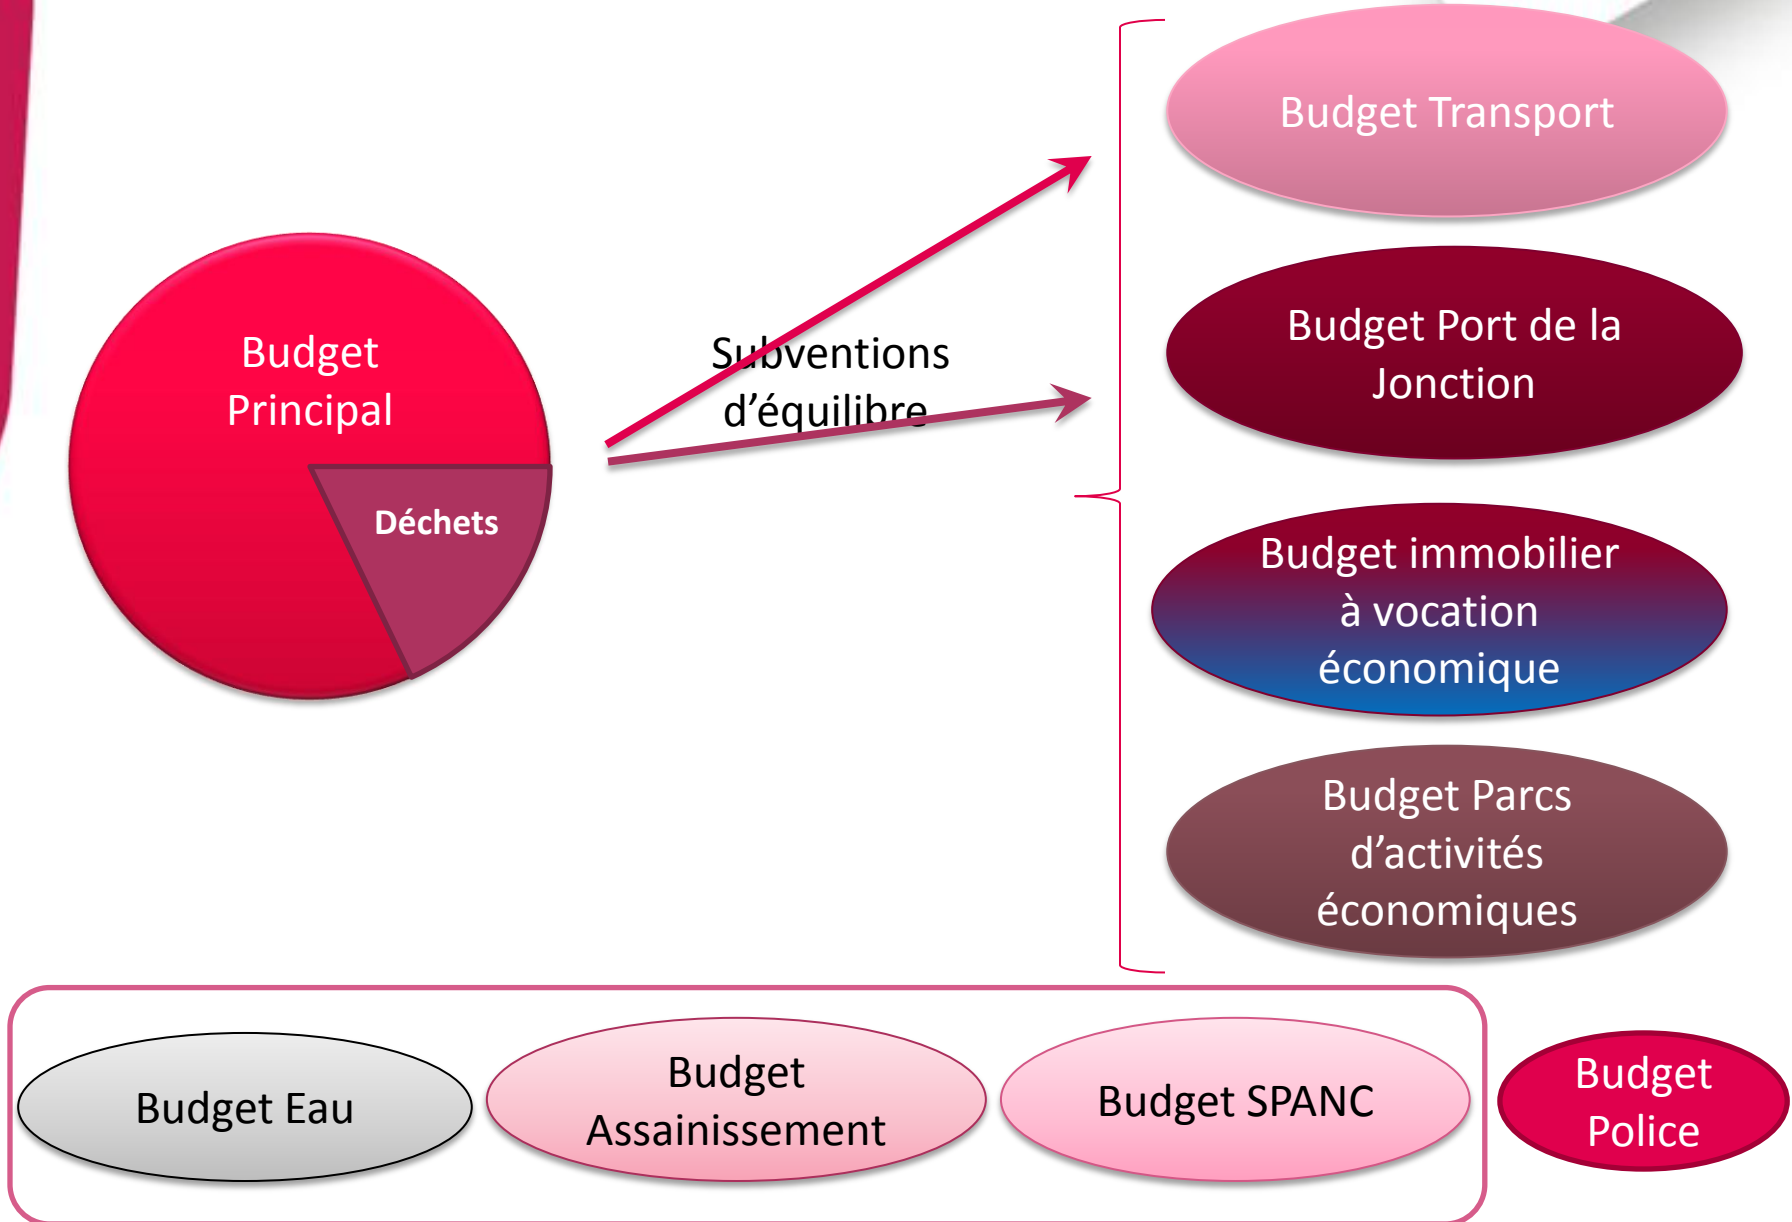 Budget
Principal
Déchets
Subventions
d’équilibre
Budget Transport
Budget Port de la
Jonction
Budget immobilier
à vocation
économique
Budget Parcs
d’activités
économiques
Budget Eau
Budget
Assainissement
Budget SPANC
Budget
Police